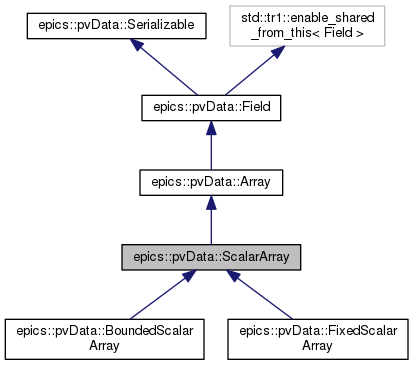 epics::pvData::Serializable
std::tr1::enable_shared
_from_this< Field >
epics::pvData::Field
epics::pvData::Array
epics::pvData::ScalarArray
epics::pvData::BoundedScalar
Array
epics::pvData::FixedScalar
Array